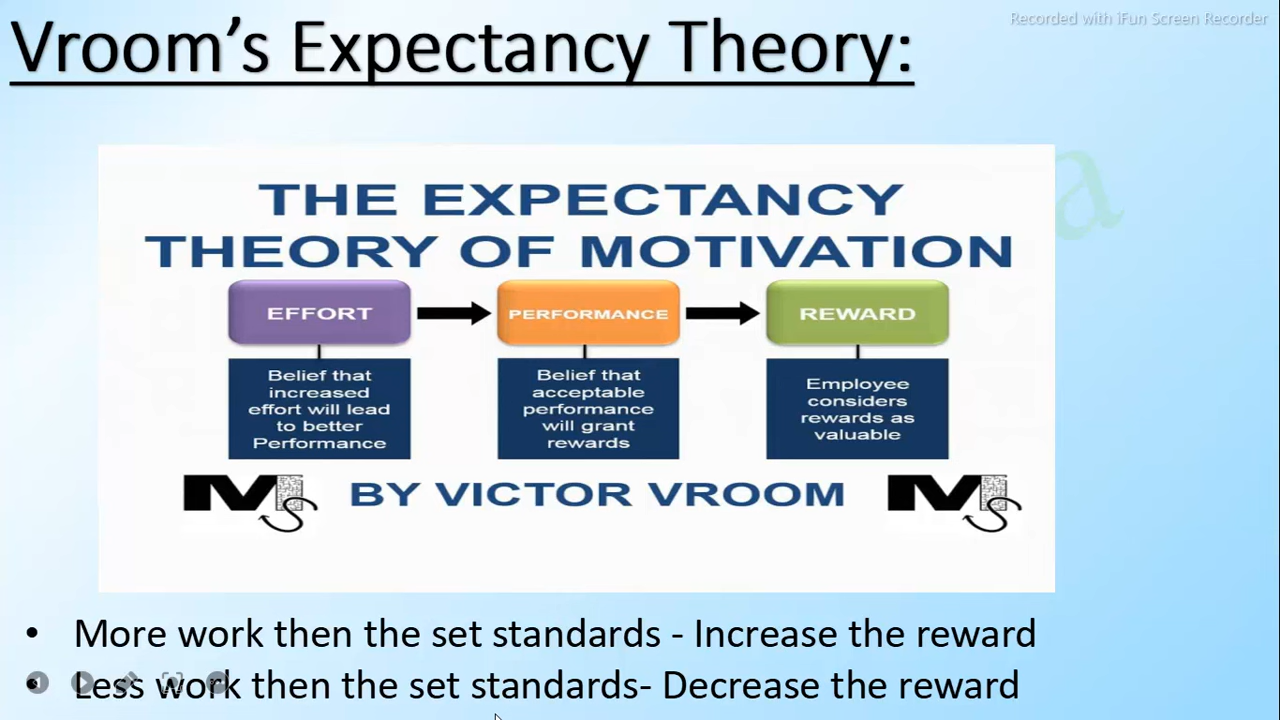 Recorded with iFun Screen Recorder
Vroom’s Expectancy Theory:
a
THE EXPECTANCY
THEORY OF MOTIVATION
EFFORT
PERFORMANCE
REWARD
Belief that
increased
effort will lead
to better
Performance
Belief that
acceptable
performance
will grant
rewards
Employee
considers
rewards as
valuable
MS
BY VICTOR VROOM
MS
• More work then the set standards - Increase the reward
• Less work then the set standards- Decrease the reward